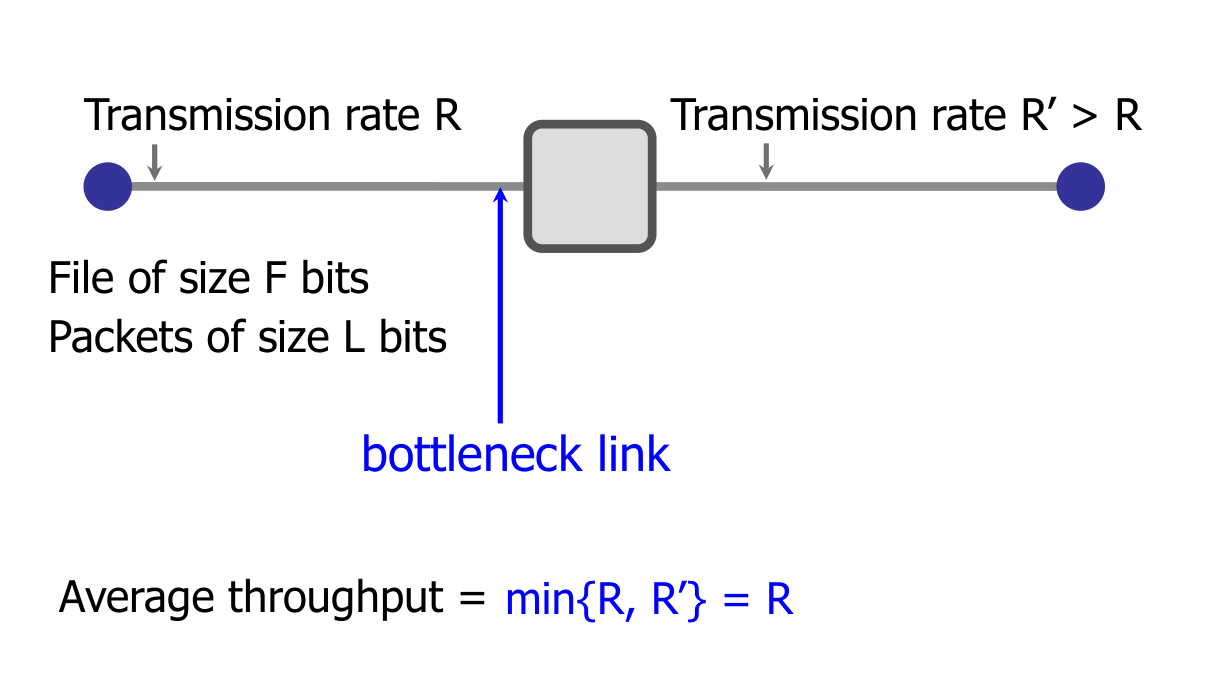 Transmission rate R
Transmission rate R′ > R
File of size F bits
Packets of size L bits
bottleneck link
Average throughput = min{R, R′} = R